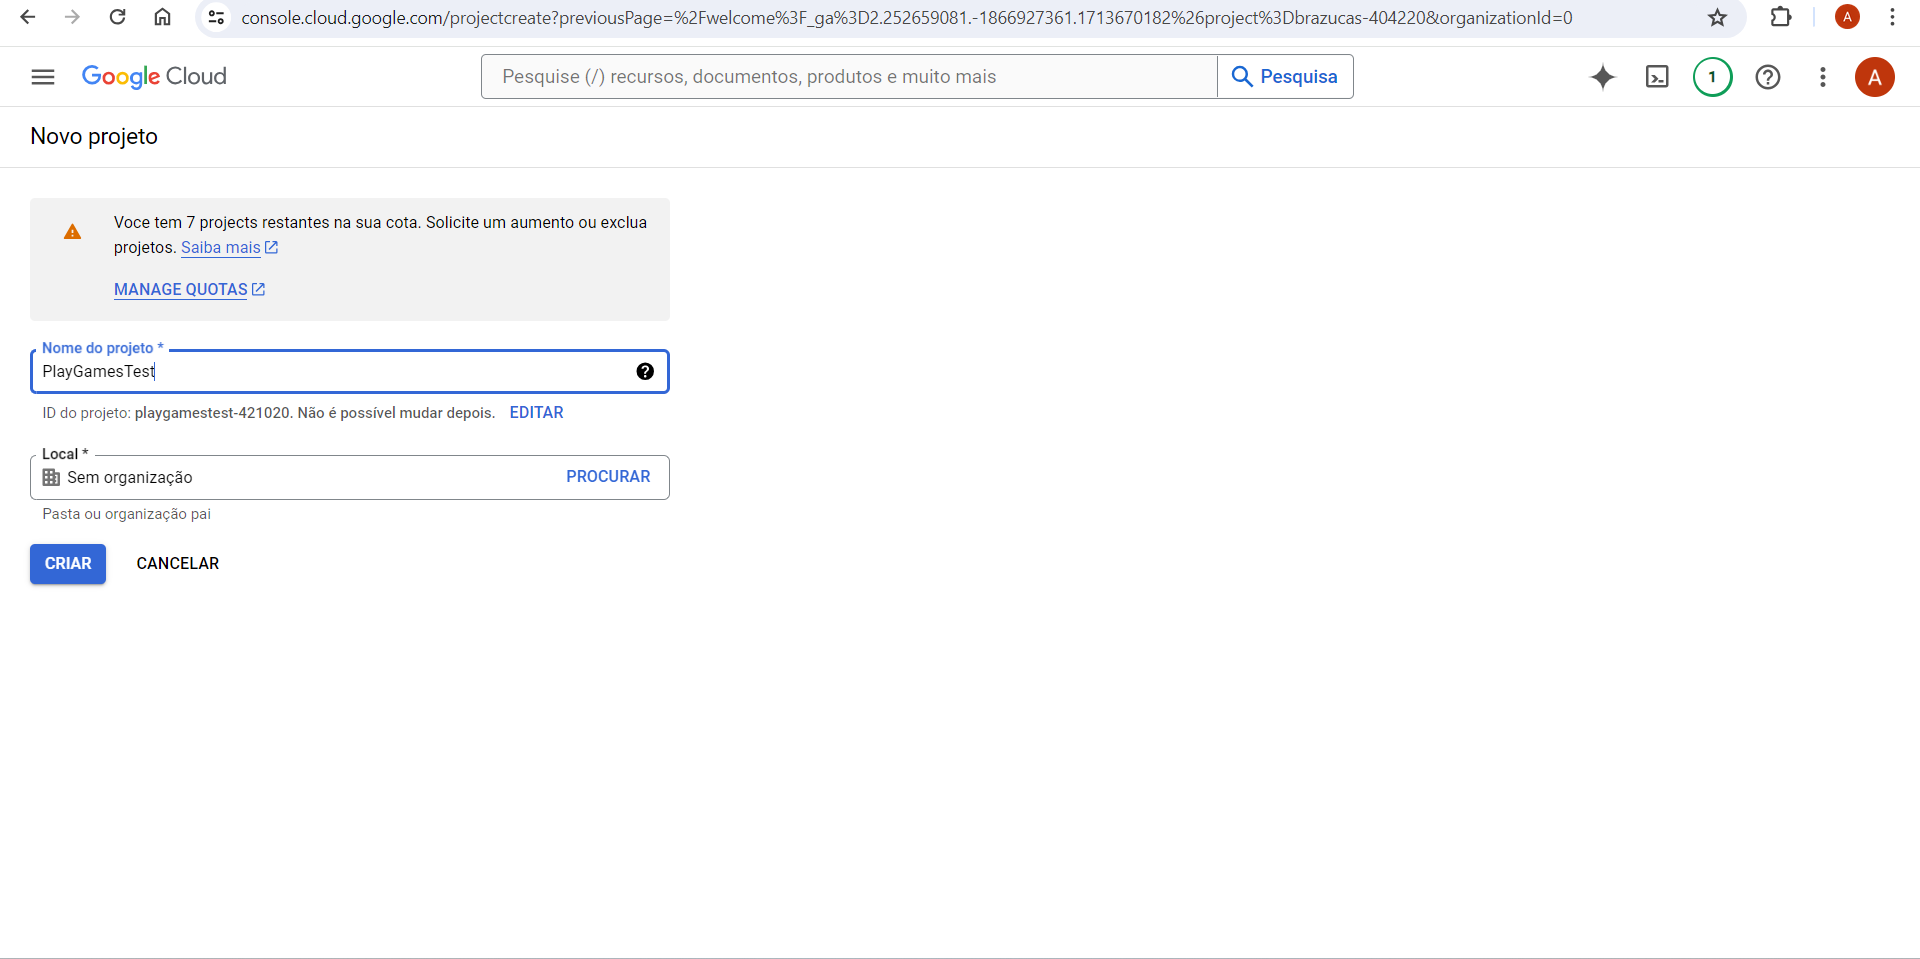 console.cloud.google.com/projectcreate?previousPage=%2Fwelcome%3F_ga%3D2.252659081.-1866927361.1713670182%26project%3Dbrazucas-404220&organizationId=0
A
Google Cloud
Pesquise (/) recursos, documentos, produtos e muito mais
Pesquisa
1
A
Novo projeto
Voce tem 7 projects restantes na sua cota. Solicite um aumento ou exclua
projetos. Saiba mais
MANAGE QUOTAS
Nome do projeto *
PlayGamesTest
ID do projeto: playgamestest-421020. Não é possível mudar depois. EDITAR
Local *
Sem organização
PROCURAR
Pasta ou organização pai
CRIAR
CANCELAR